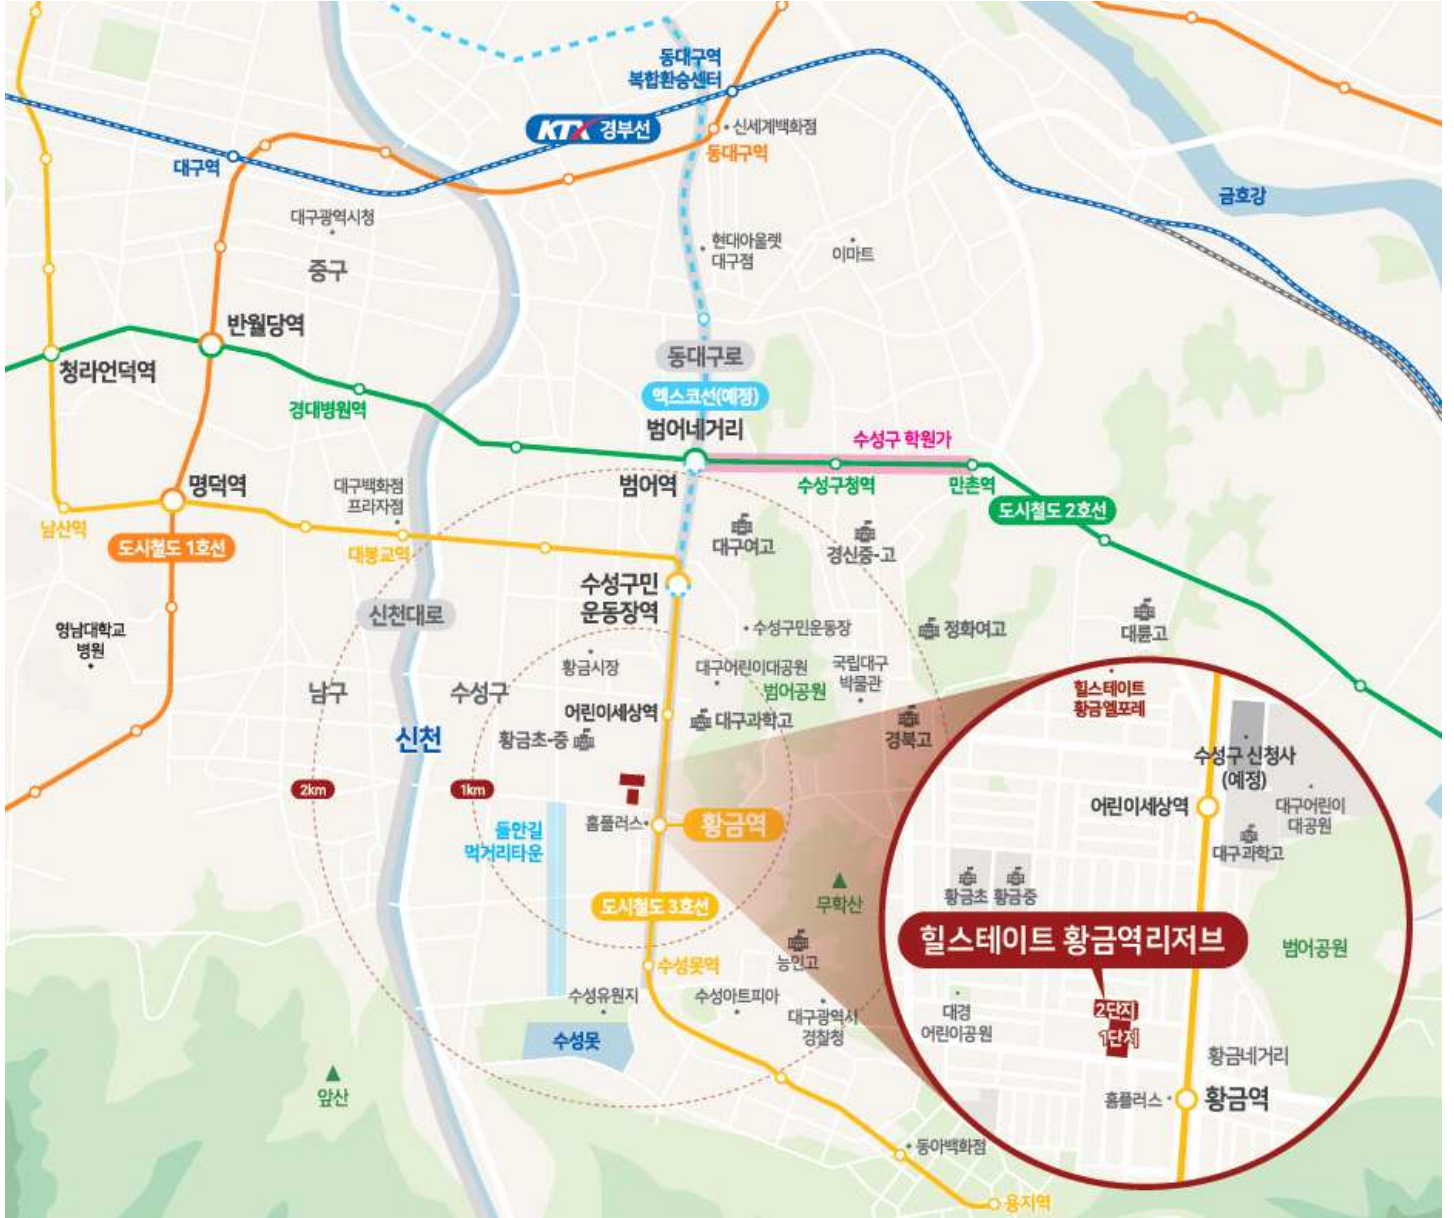 동대구역
복합환승센터
KTX 경부선
신세계백화점
동대구역
대구역
금호강
대구광역시청
중구
현대아울렛
대구점
이마트
반월당역
동대구로
청라언덕역
엑스코선(예정)
경대병원역
범어네거리
수성구 학원가
범어역
수성구청역
만촌역
명덕역
대구백화점
프라자점
도시철도 2호선
남산역
도시철도 1호선
대봉교역
대구여고
경신중·고
수성구민
운동장역
신천대로
영남대학교
병원
수성구민운동장
정화여고
대륜고
황금시장
대구어린이대공원
국립대구
박물관
범어공원
남구
수성구
어린이세상역
대구과학고
신천
황금초·중
경북고
2km
1km
들안길
먹거리타운
홈플러스
황금역
도시철도 3호선
무학산
능인고
수성못역
수성유원지
수성아트피아
대구광역시
경찰청
수성못
앞산
동아백화점
용지역
힐스테이트
황금엘포레
수성구 신청사
(예정)
어린이세상역
대구어린이
대공원
대구과학고
황금초 황금중
힐스테이트 황금역리저브
범어공원
대경
어린이공원
2단지
1단지
황금네거리
홈플러스
황금역